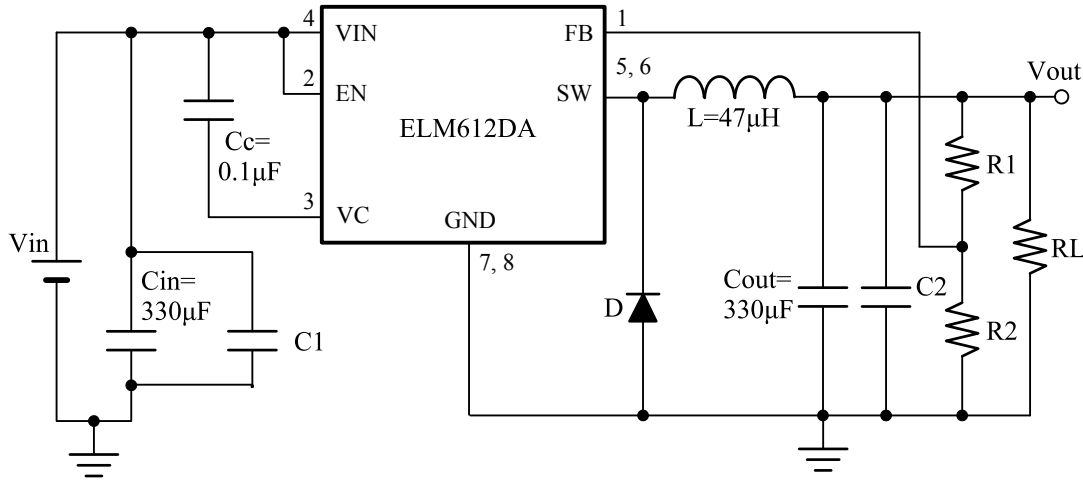 4
VIN
FB
1
Vout
2
EN
SW
5, 6
L=47μH
ELM612DA
Cc=
0.1μF
R1
3
VC
GND
7, 8
Vin
RL
Cin=
330μF
Cout=
330μF
C2
D
C1
R2